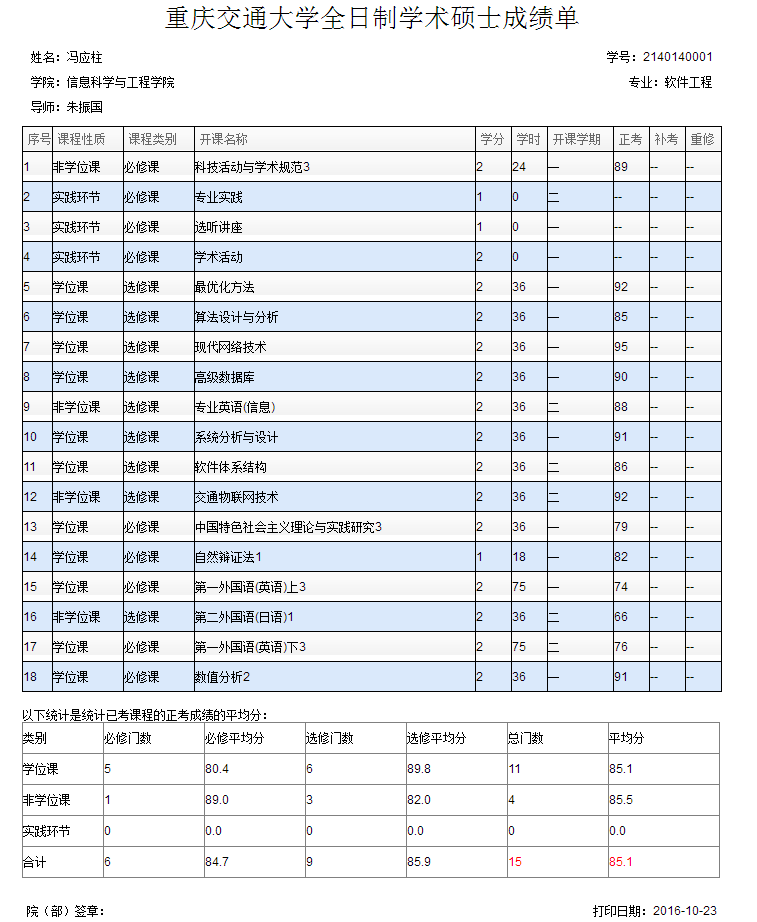 重庆交通大学全日制学术硕士成绩单
姓名：冯应柱 学号：2140140001
学院：信息科学与工程学院 专业：软件工程
导师：朱振国
序号 课程性质 课程类别 开课名称 学分 学时 开课学期 正考 补考 重修
1 非学位课 必修课 科技活动与学术规范3 2 24 一 89 -- --
2 实践环节 必修课 专业实践 1 0 二 -- -- --
3 实践环节 必修课 选听讲座 1 0 一 -- -- --
4 实践环节 必修课 学术活动 2 0 一 -- -- --
5 学位课 选修课 最优化方法 2 36 一 92 -- --
6 学位课 选修课 算法设计与分析 2 36 一 85 -- --
7 学位课 选修课 现代网络技术 2 36 一 95 -- --
8 学位课 选修课 高级数据库 2 36 一 90 -- --
9 非学位课 选修课 专业英语(信息) 2 36 二 88 -- --
10 学位课 选修课 系统分析与设计 2 36 一 91 -- --
11 学位课 选修课 软件体系结构 2 36 二 86 -- --
12 非学位课 选修课 交通物联网技术 2 36 二 92 -- --
13 学位课 必修课 中国特色社会主义理论与实践研究3 2 36 一 79 -- --
14 学位课 必修课 自然辩证法1 1 18 一 82 -- --
15 学位课 必修课 第一外国语(英语)上3 2 75 一 74 -- --
16 非学位课 选修课 第二外国语(日语)1 2 36 二 66 -- --
17 学位课 必修课 第一外国语(英语)下3 2 75 二 76 -- --
18 学位课 必修课 数值分析2 2 36 一 91 -- --
以下统计是统计已考课程的正考成绩的平均分：
类别 必修门数 必修平均分 选修门数 选修平均分 总门数 平均分
学位课 5 80.4 6 89.8 11 85.1
非学位课 1 89.0 3 82.0 4 85.5
实践环节 0 0.0 0 0.0 0 0.0
合计 6 84.7 9 85.9 15 85.1
院（部）签章： 打印日期：2016-10-23